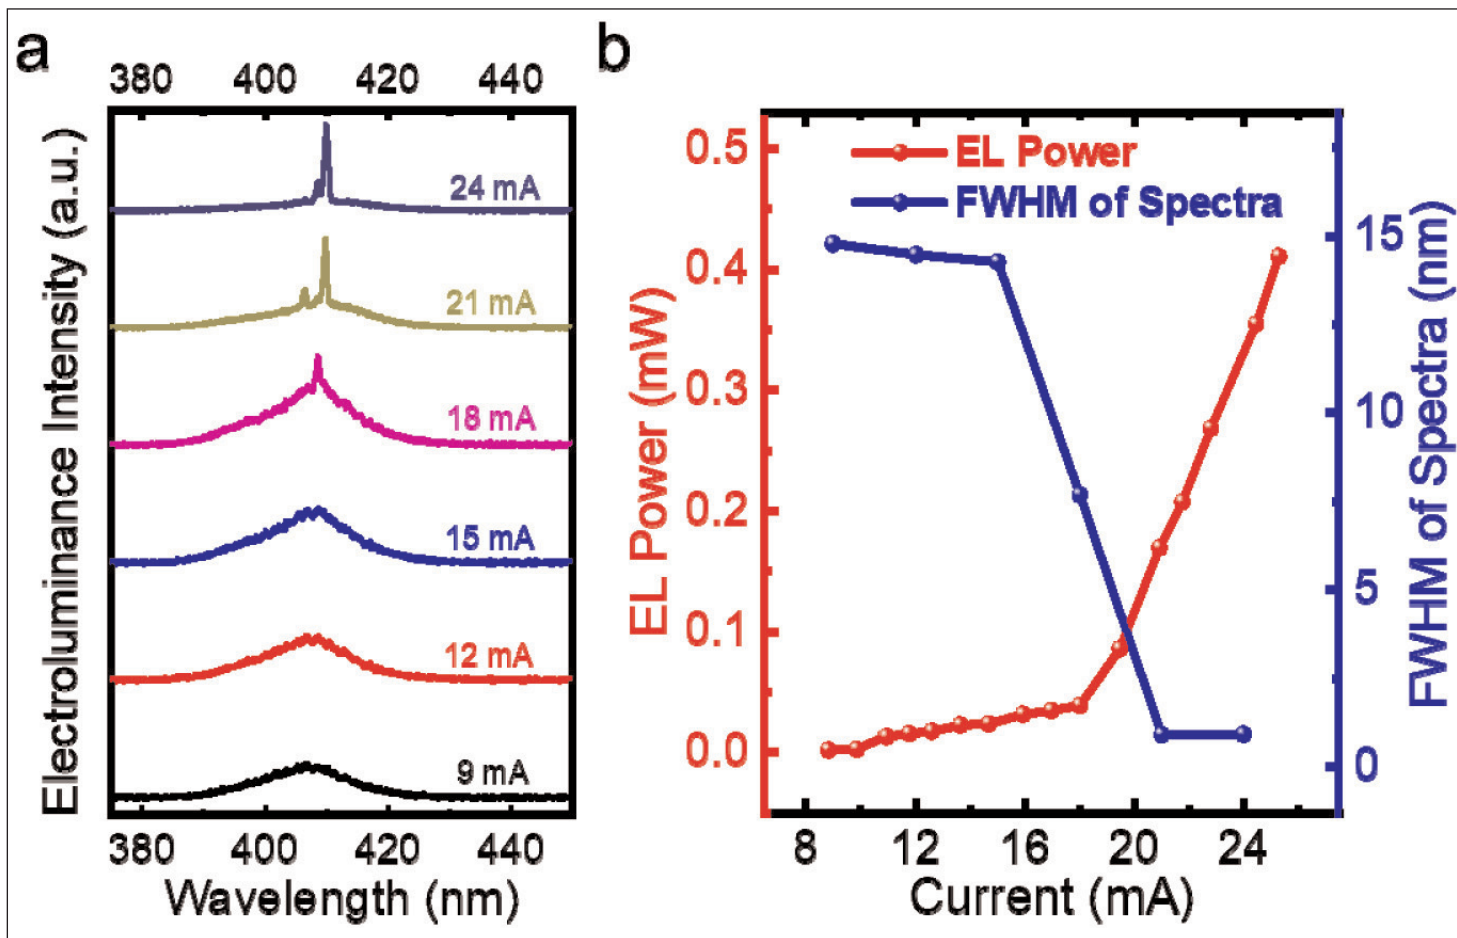 a
380 400 420 440
Electroluminance Intensity (a.u.)
24 mA
21 mA
18 mA
15 mA
12 mA
9 mA
380 400 420 440
Wavelength (nm)
b
EL Power
FWHM of Spectra
EL Power (mW)
0.5
0.4
0.3
0.2
0.1
0.0
15
10
5
0
FWHM of Spectra (nm)
8 12 16 20 24
Current (mA)